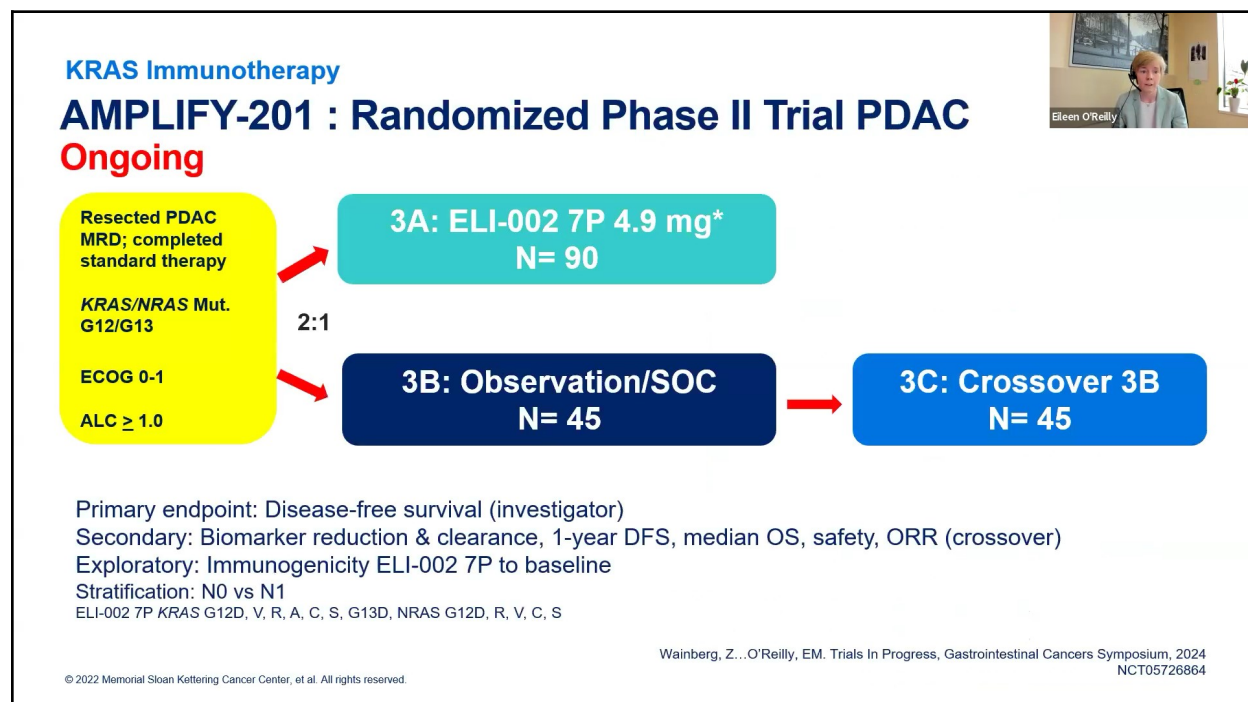 KRAS Immunotherapy
AMPLIFY-201 : Randomized Phase II Trial PDAC
Ongoing
Eileen O'Reilly
Resected PDAC
MRD; completed
standard therapy
KRAS/NRAS Mut.
G12/G13
ECOG 0-1
ALC ≥ 1.0
2:1
3A: ELI-002 7P 4.9 mg*
N= 90
3B: Observation/SOC
N= 45
3C: Crossover 3B
N= 45
Primary endpoint: Disease-free survival (investigator)
Secondary: Biomarker reduction & clearance, 1-year DFS, median OS, safety, ORR (crossover)
Exploratory: Immunogenicity ELI-002 7P to baseline
Stratification: N0 vs N1
ELI-002 7P KRAS G12D, V, R, A, C, S, G13D, NRAS G12D, R, V, C, S
Wainberg, Z…O'Reilly, EM. Trials In Progress, Gastrointestinal Cancers Symposium, 2024
NCT05726864
© 2022 Memorial Sloan Kettering Cancer Center, et al. All rights reserved.